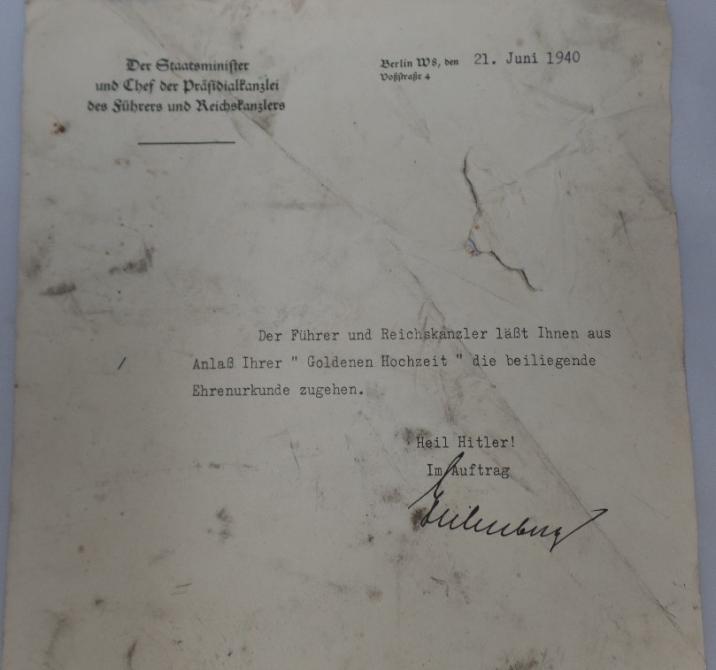 Der Staatsminister
und Chef der Präsidialkanzlei
des Führers und Reichskanzlers
Berlin W8, den 21. Juni 1940
Voßstraße 4
Der Führer und Reichskanzler läßt Ihnen aus
/ Anlaß Ihrer " Goldenen Hochzeit " die beiliegende
Ehrenurkunde zugehen.
Heil Hitler!
Im Auftrag